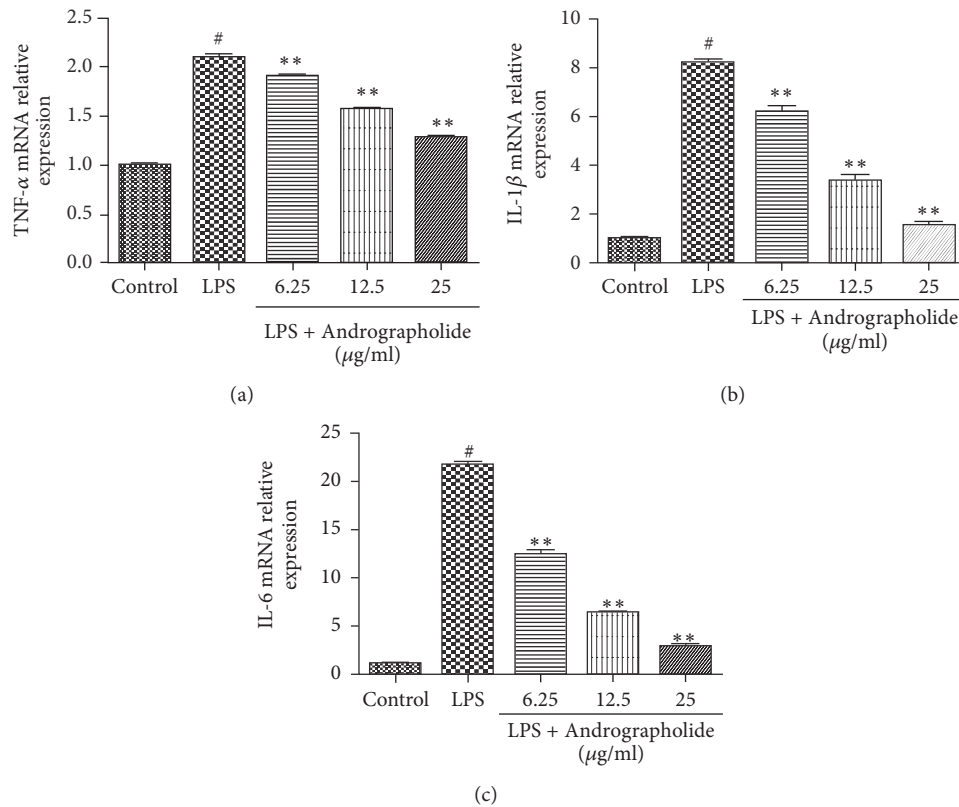 TNF-α mRNA relative
expression
2.5
2.0
1.5
1.0
0.5
0.0
#
**
**
**
Control LPS 6.25 12.5 25
LPS + Andrographolide
(μg/ml)
(a)
IL-1β mRNA relative
expression
10
8
6
4
2
0
#
**
**
**
Control LPS 6.25 12.5 25
LPS + Andrographolide
(μg/ml)
(b)
IL-6 mRNA relative
expression
25
20
15
10
5
0
#
**
**
**
Control LPS 6.25 12.5 25
LPS + Andrographolide
(μg/ml)
(c)